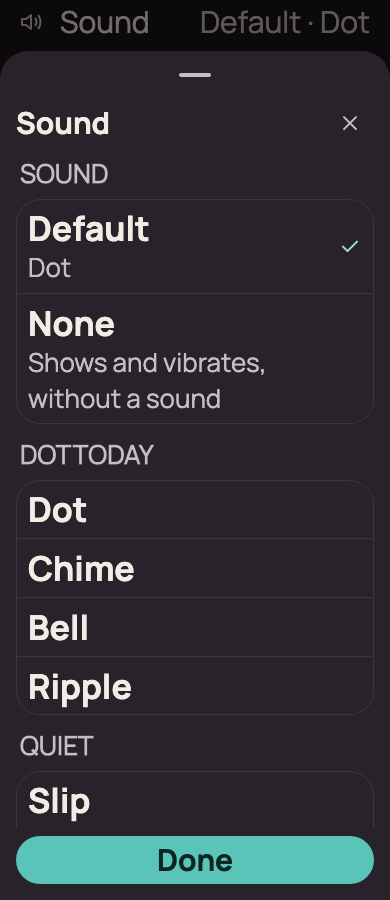 Sound
Default · Dot
Sound
SOUND
Default
Dot
None
Shows and vibrates,
without a sound
DOTTODAY
Dot
Chime
Bell
Ripple
QUIET
Slip
Done